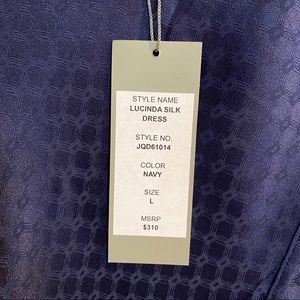 STYLE NAME
LUCINDA SILK
DRESS
STYLE NO.
JQD61014
COLOR
NAVY
SIZE
L
MSRP
$310